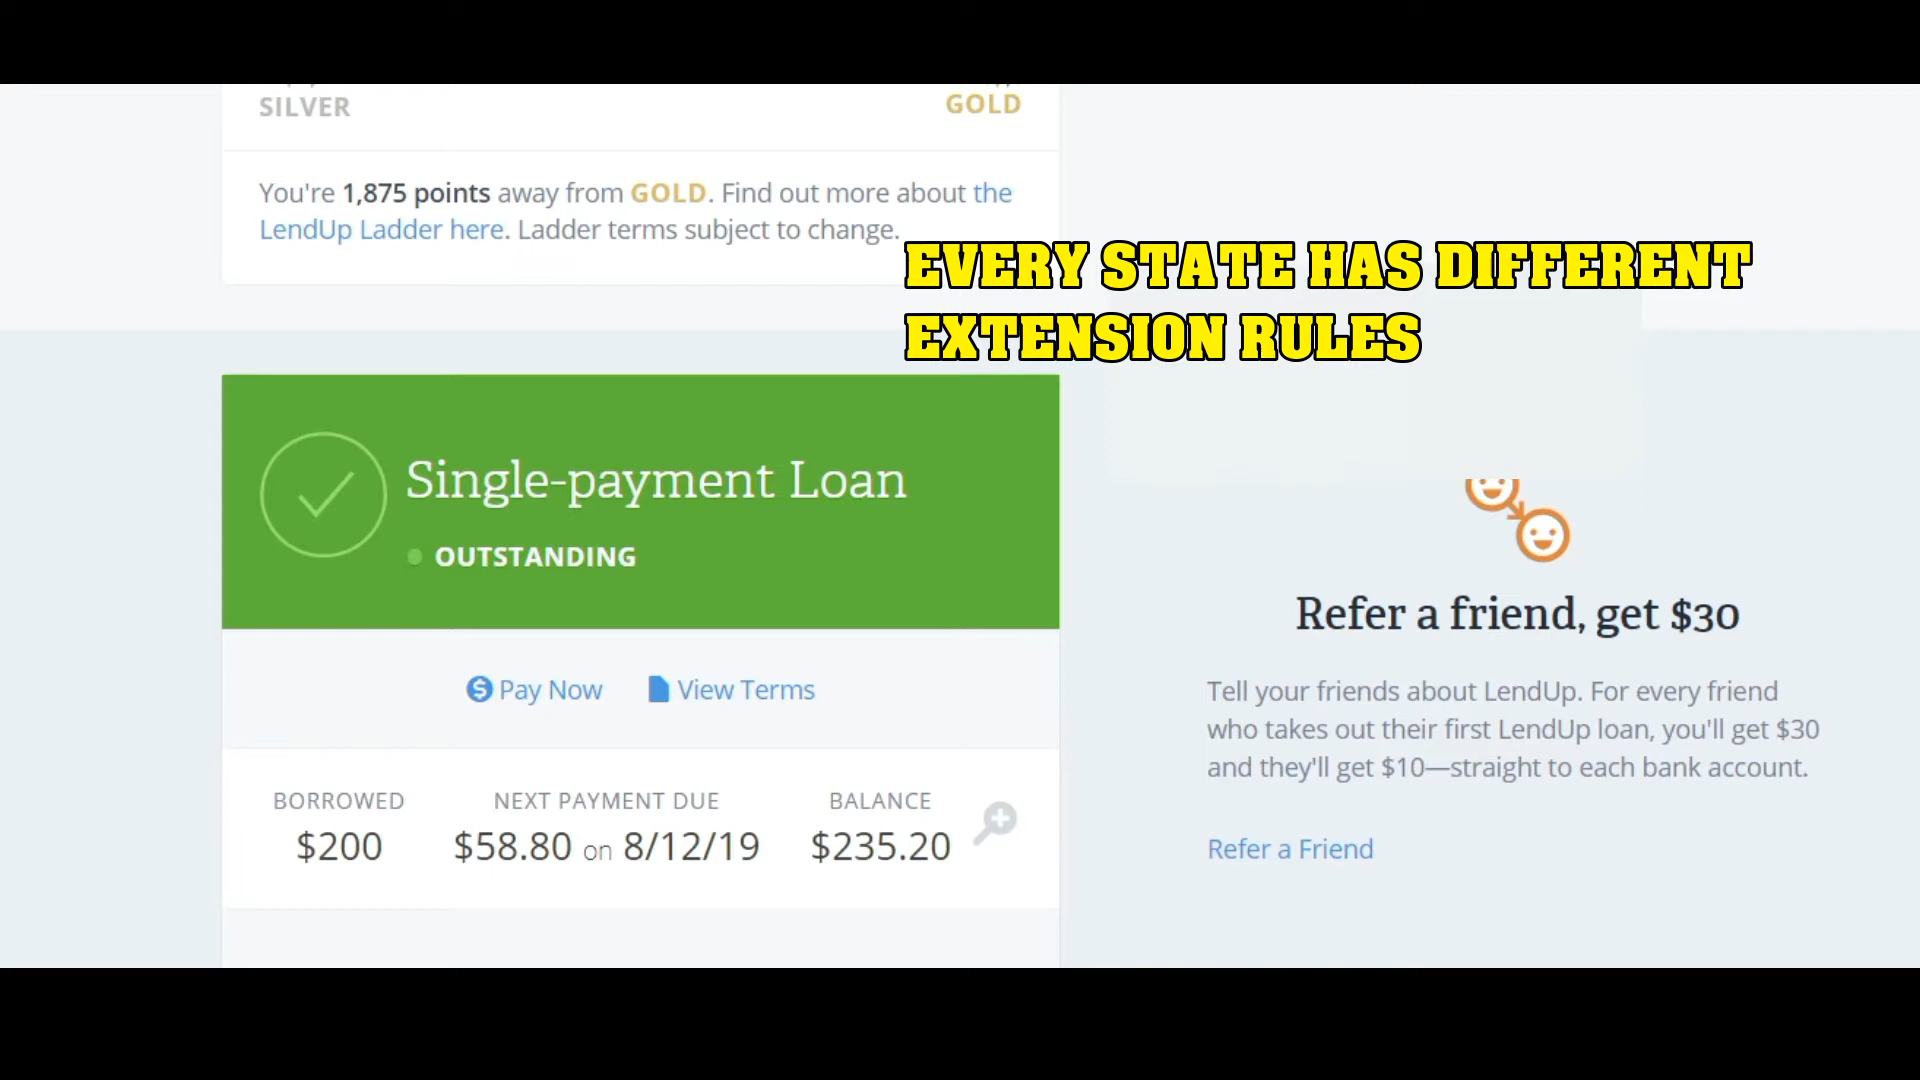 SILVER
GOLD
You're 1,875 points away from GOLD. Find out more about the
LendUp Ladder here. Ladder terms subject to change.
EVERY STATE HAS DIFFERENT
EXTENSION RULES
Single-payment Loan
OUTSTANDING
Pay Now
View Terms
BORROWED
$200
NEXT PAYMENT DUE
$58.80 on 8/12/19
BALANCE
$235.20
Refer a friend, get $30
Tell your friends about LendUp. For every friend
who takes out their first LendUp loan, you'll get $30
and they'll get $10—straight to each bank account.
Refer a Friend